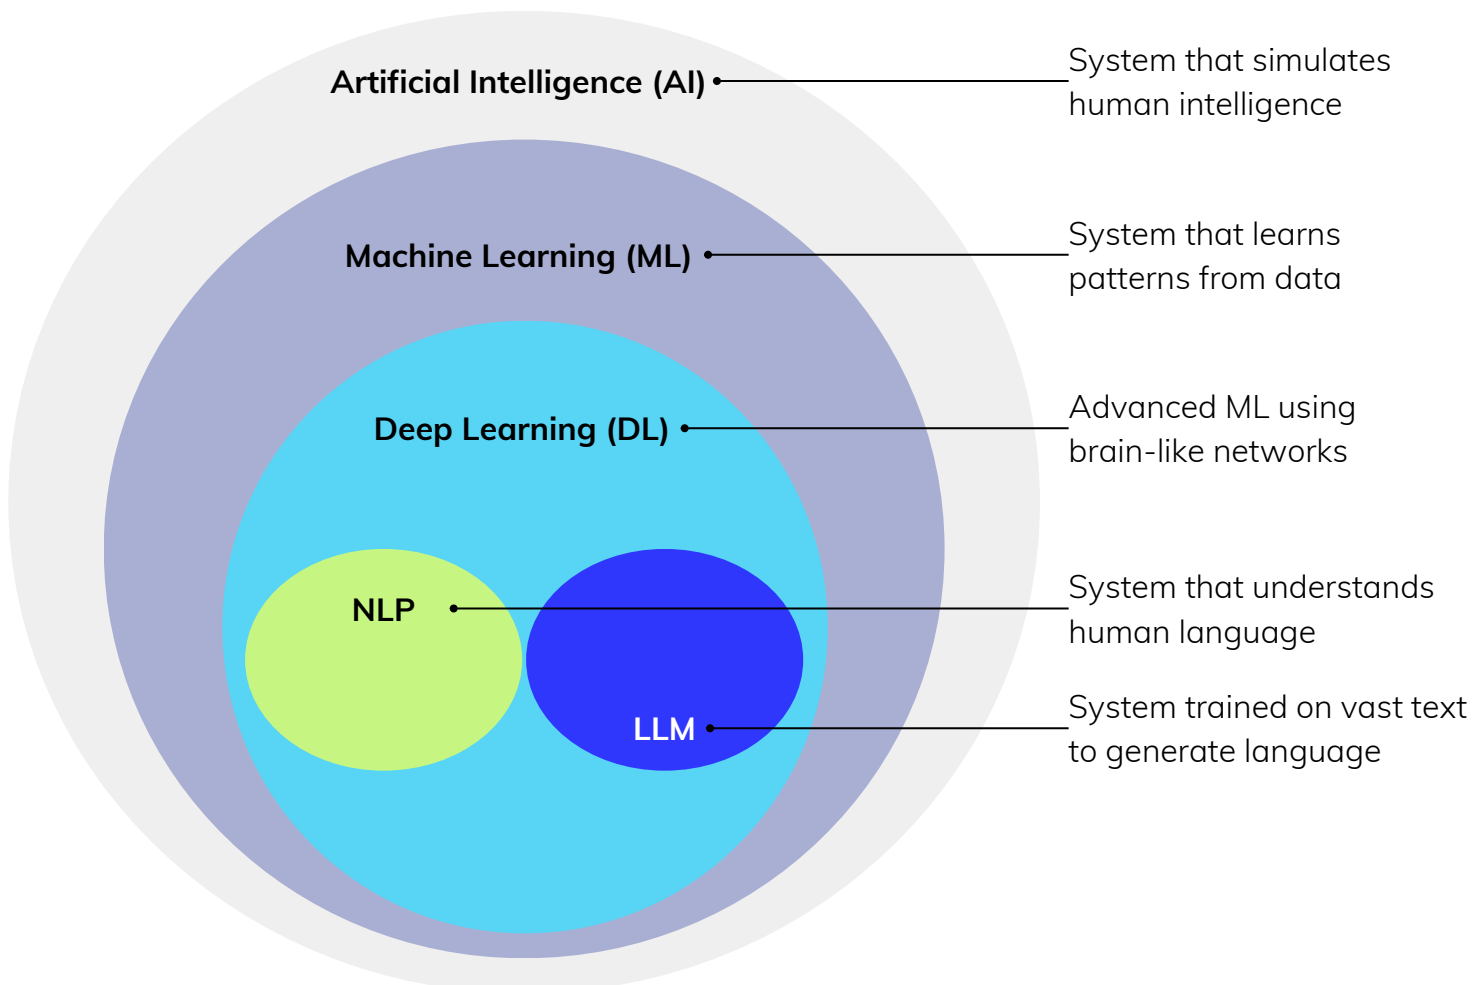 Artificial Intelligence (AI)
System that simulates
human intelligence
Machine Learning (ML)
System that learns
patterns from data
Deep Learning (DL)
Advanced ML using
brain-like networks
NLP
System that understands
human language
LLM
System trained on vast text
to generate language